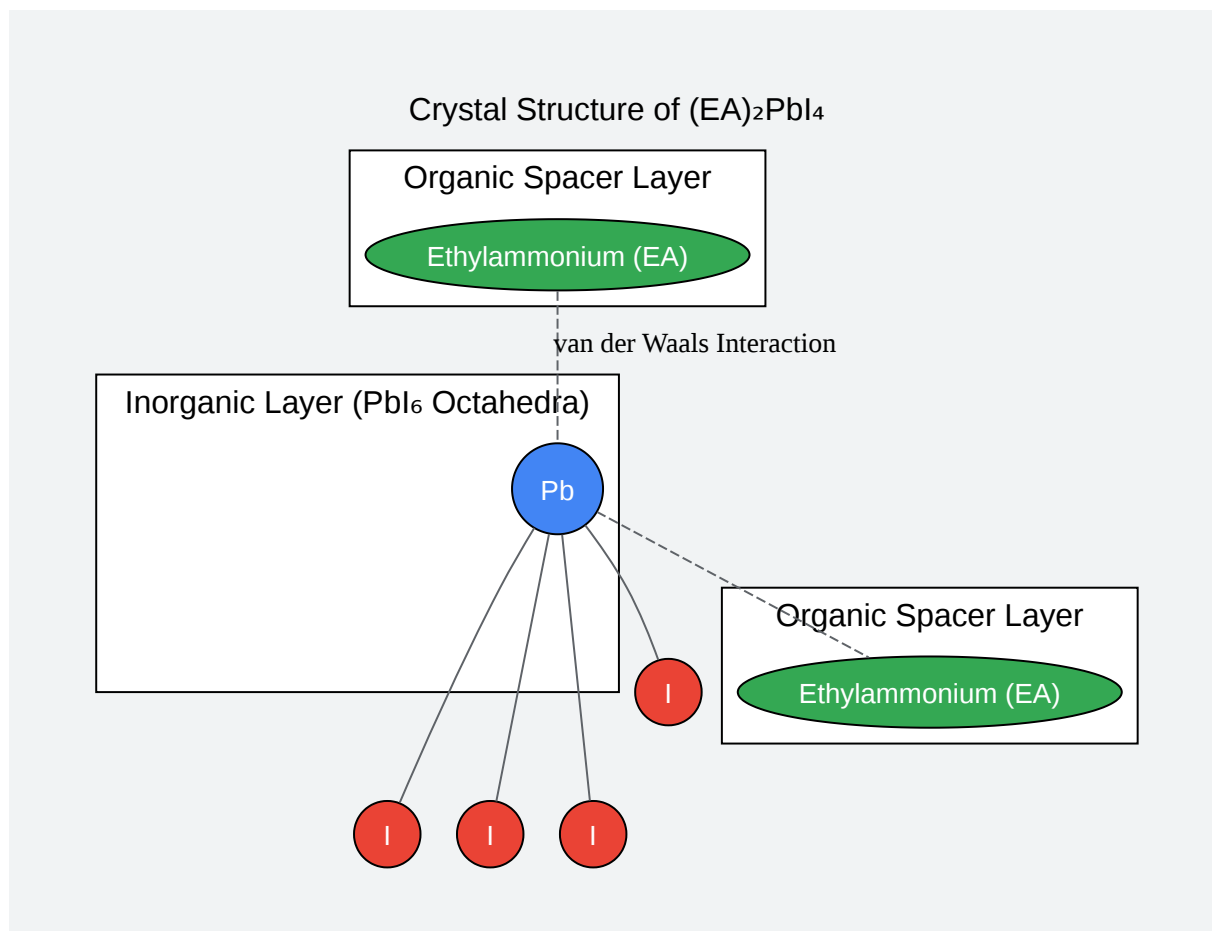 Crystal Structure of (EA)₂PbI₄
Organic Spacer Layer
Ethylammonium (EA)
van der Waals Interaction
Inorganic Layer (PbI₆ Octahedra)
Pb
Organic Spacer Layer
Ethylammonium (EA)
I
I
I
I